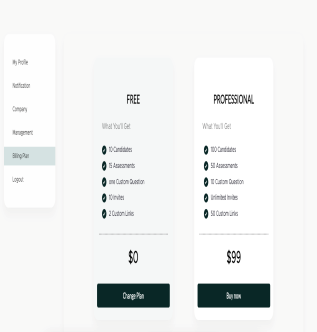 My Profile
Notification
Company
Management
Billing Plan
Logout
FREE
What You'll Get
10 Candidates
15 Assessments
one Custom Question
10 Invites
2 Custom Links
$0
Change Plan
PROFESSIONAL
What You'll Get
100 Candidates
50 Assessments
10 Custom Question
Unlimited Invites
50 Custom Links
$99
Buy now